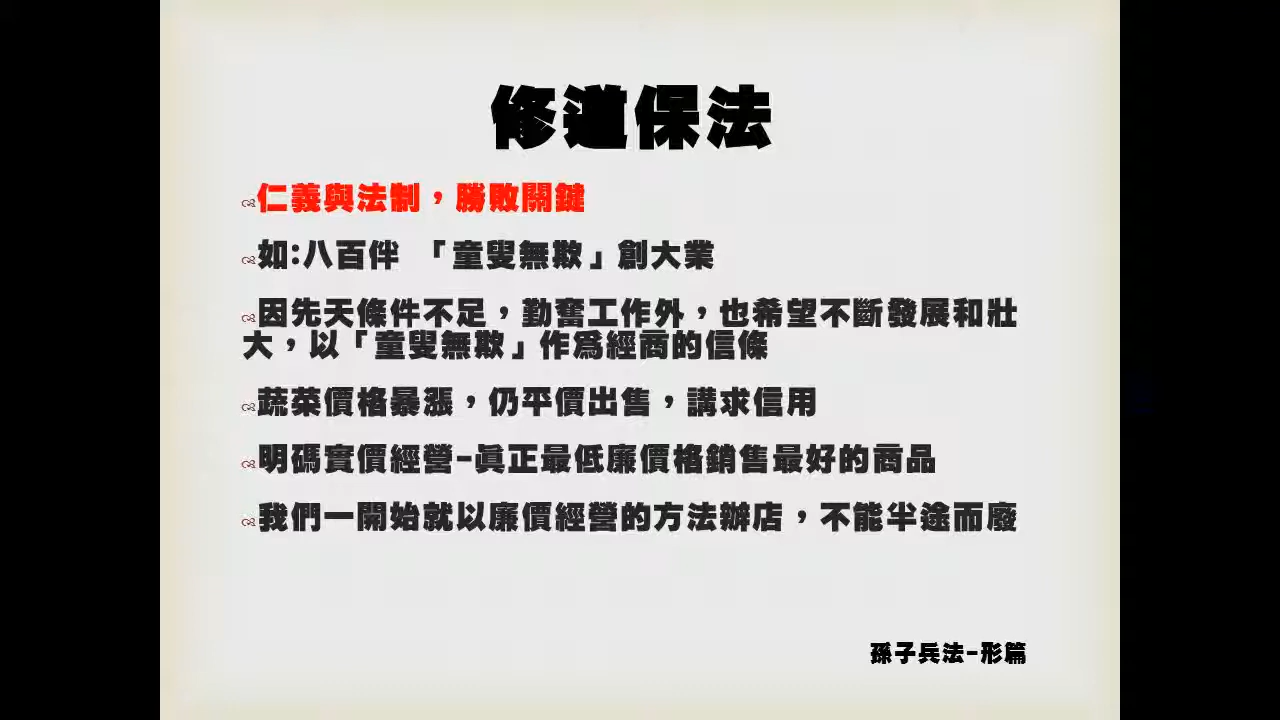 修道保法
仁義與法制，勝敗關鍵
如:八百伴 「童叟無欺」創大業
因先天條件不足，勤奮工作外，也希望不斷發展和壯
大，以「童叟無欺」作為經商的信條
蔬菜價格暴漲，仍平價出售，講求信用
明碼實價經營-真正最低廉價格銷售最好的商品
我們一開始就以廉價經營的方法辦店，不能半途而廢
孫子兵法-形篇